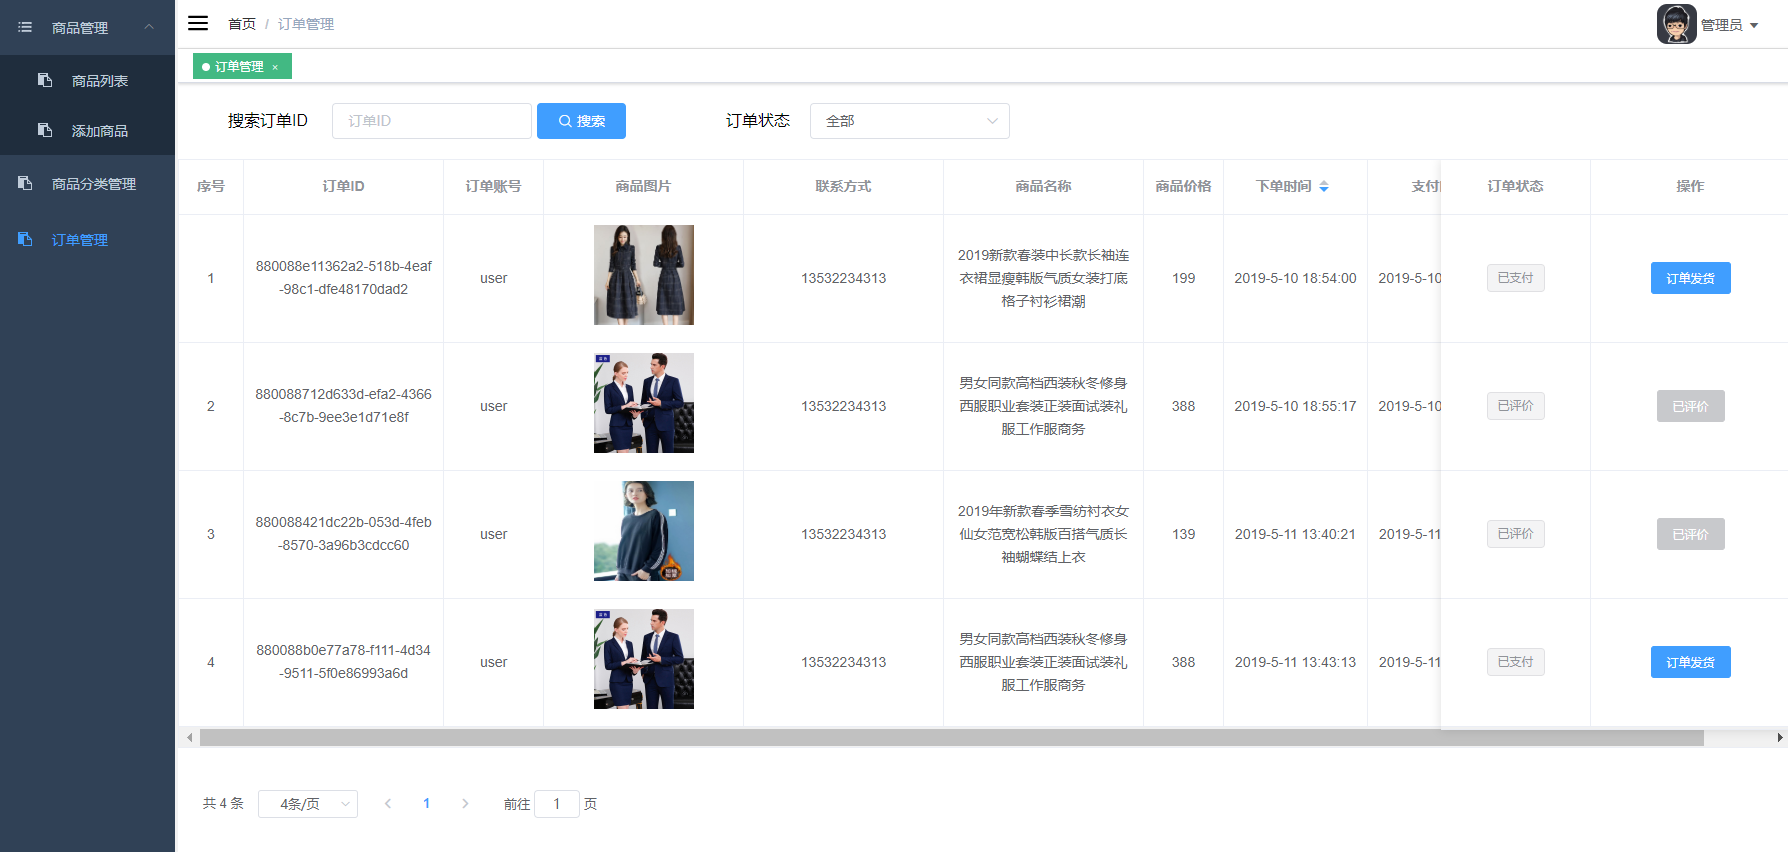 商品管理
商品列表
添加商品
商品分类管理
订单管理
首页 / 订单管理
管理员
订单管理 ×
搜索订单ID 订单ID 搜索 订单状态 全部
序号 订单ID 订单账号 商品图片 联系方式 商品名称 商品价格 下单时间 支付 订单状态 操作
2019新款春装中长款长袖连
880088e11362a2-518b-4eaf
1 user 13532234313 衣裙显瘦韩版气质女装打底 199 2019-5-10 18:54:00 2019-5-10 已支付 订单发货
-98c1-dfe48170dad2
格子衬衫裙潮
男女同款高档西装秋冬修身
880088712d633d-efa2-4366
2 user 13532234313 西服职业套装正装面试装礼 388 2019-5-10 18:55:17 2019-5-10 已评价 已评价
-8c7b-9ee3e1d71e8f
服工作服商务
2019年新款春季雪纺衬衣女
880088421dc22b-053d-4feb
3 user 13532234313 仙女范宽松韩版百搭气质长 139 2019-5-11 13:40:21 2019-5-11 已评价 已评价
-8570-3a96b3cdcc60
袖蝴蝶结上衣
男女同款高档西装秋冬修身
880088b0e77a78-f111-4d34
4 user 13532234313 西服职业套装正装面试装礼 388 2019-5-11 13:43:13 2019-5-11 已支付 订单发货
-9511-5f0e86993a6d
服工作服商务
共 4 条 4条/页 1 前往 1 页